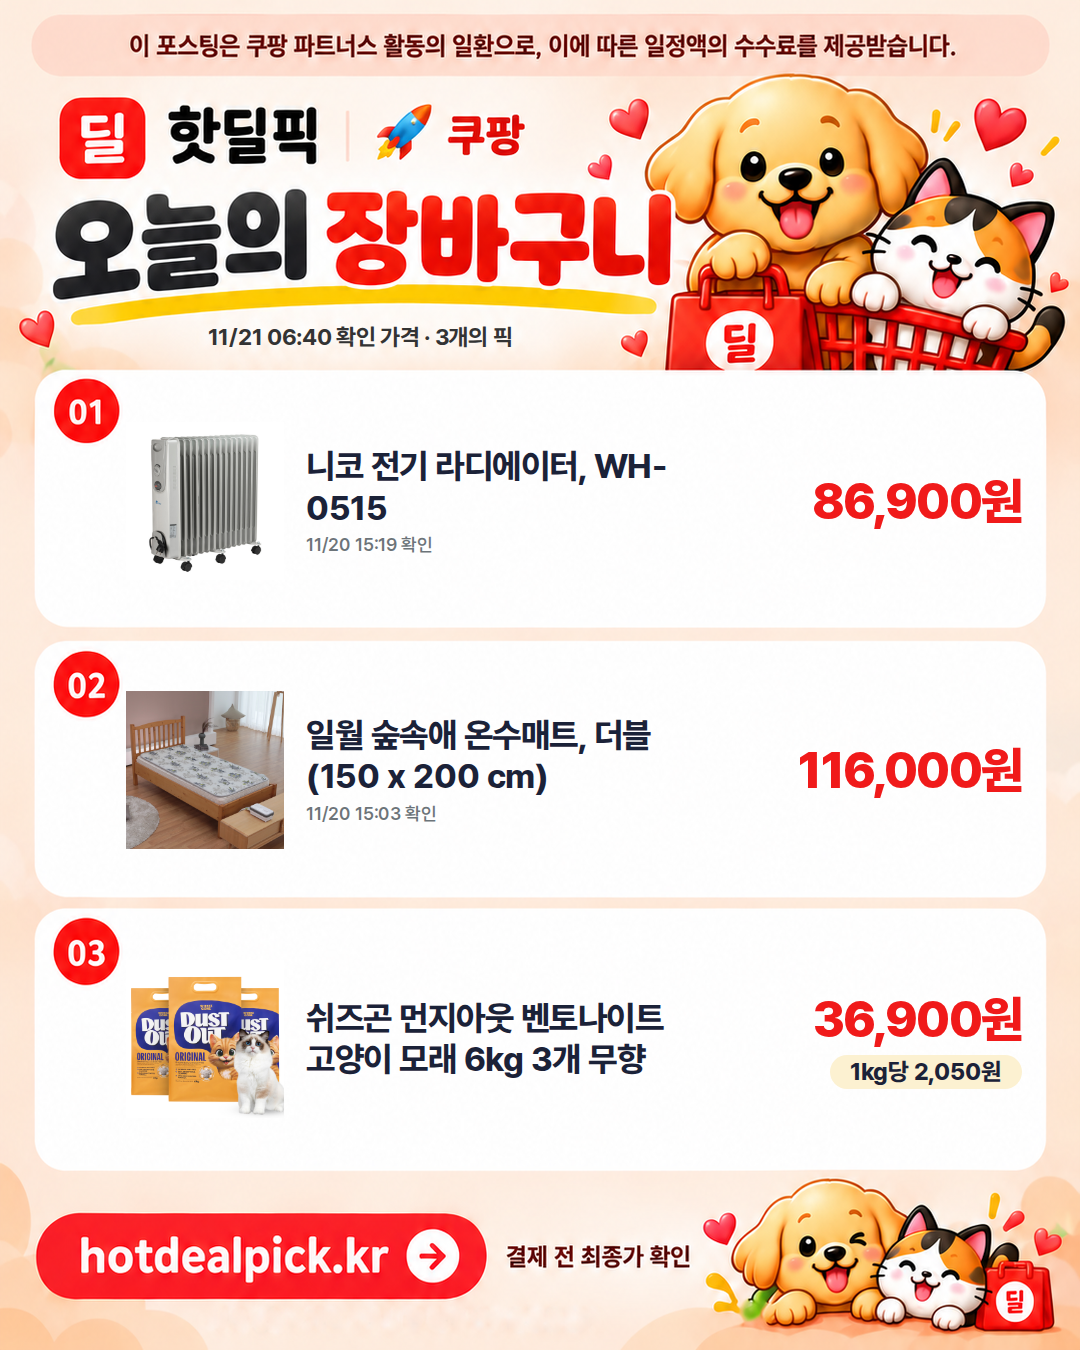 이 포스팅은 쿠팡 파트너스 활동의 일환으로, 이에 따른 일정액의 수수료를 제공받습니다.
딜 핫딜픽 쿠팡
오늘의 장바구니
딜
11/21 06:40 확인 가격 · 3개의 픽
01
니코 전기 라디에이터, WH-
0515
11/20 15:19 확인
86,900원
02
일월 숲속애 온수매트, 더블
(150 x 200 cm)
11/20 15:03 확인
116,000원
03
DUST
OUT
ORIGINAL
쉬즈곤 먼지아웃 벤토나이트
고양이 모래 6kg 3개 무향
36,900원
1kg당 2,050원
hotdealpick.kr
결제 전 최종가 확인
딜